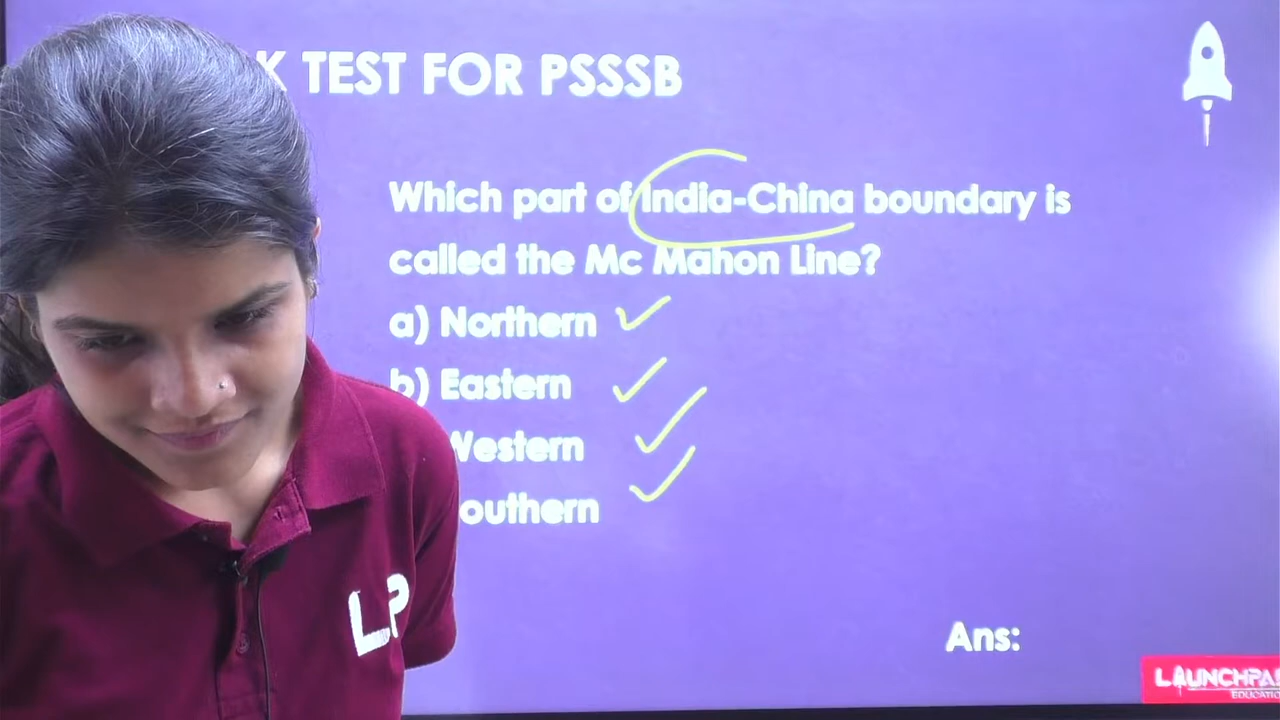 K TEST FOR PSSSB
Which part of India-China boundary is
called the Mc Mahon Line?
a) Northern
b) Eastern
Western
outhern
Ans:
LP
LAUNCHPA
EDUCATIO